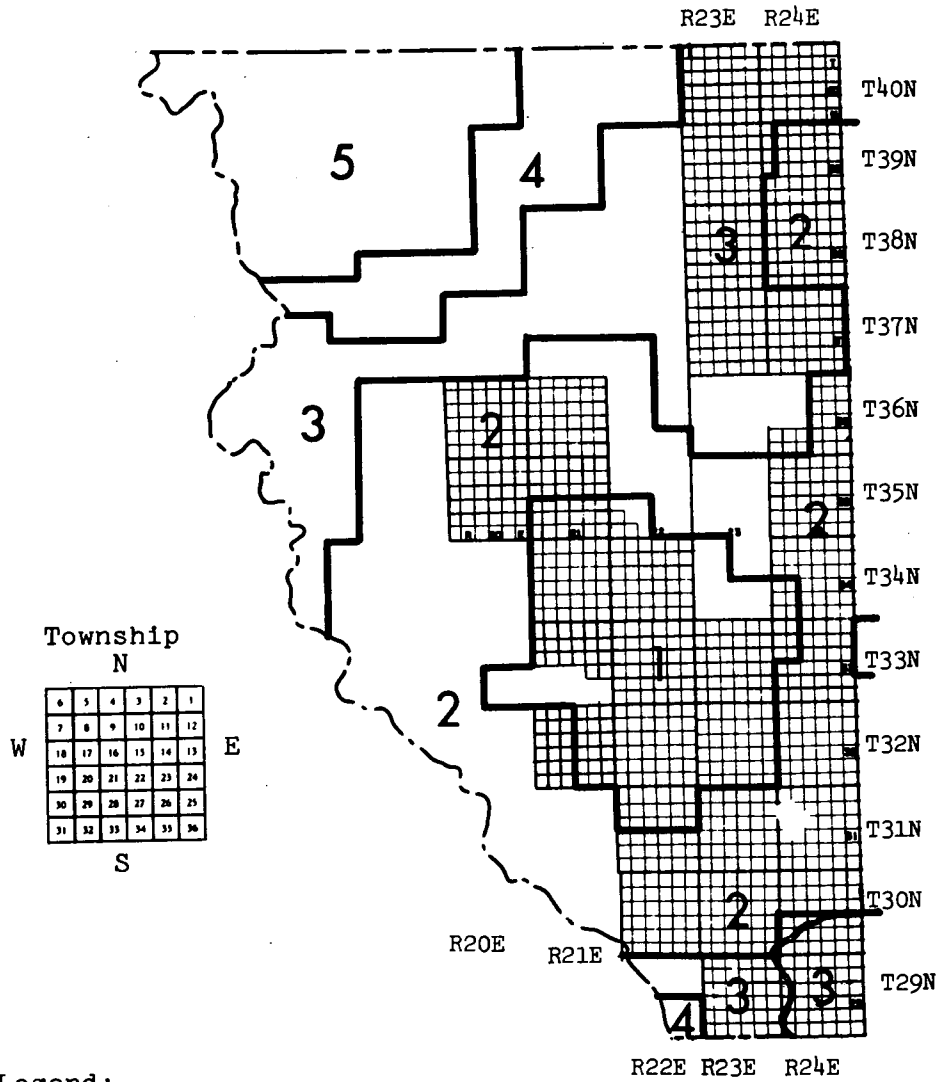 R23E R24E
T40N
T39N
5
4
3
2
T38N
T37N
3
2
T36N
T35N
2
T34N
Township
N
1
T33N
6 5 4 3 2 1
7 8 9 10 11 12
W 18 17 16 15 14 13 E
19 20 21 22 23 24
30 29 28 27 26 25
31 32 33 34 35 36
S
2
T32N
T31N
T30N
2
R20E R21E
T29N
3
3
4
R22E R23E R24E
Legend: